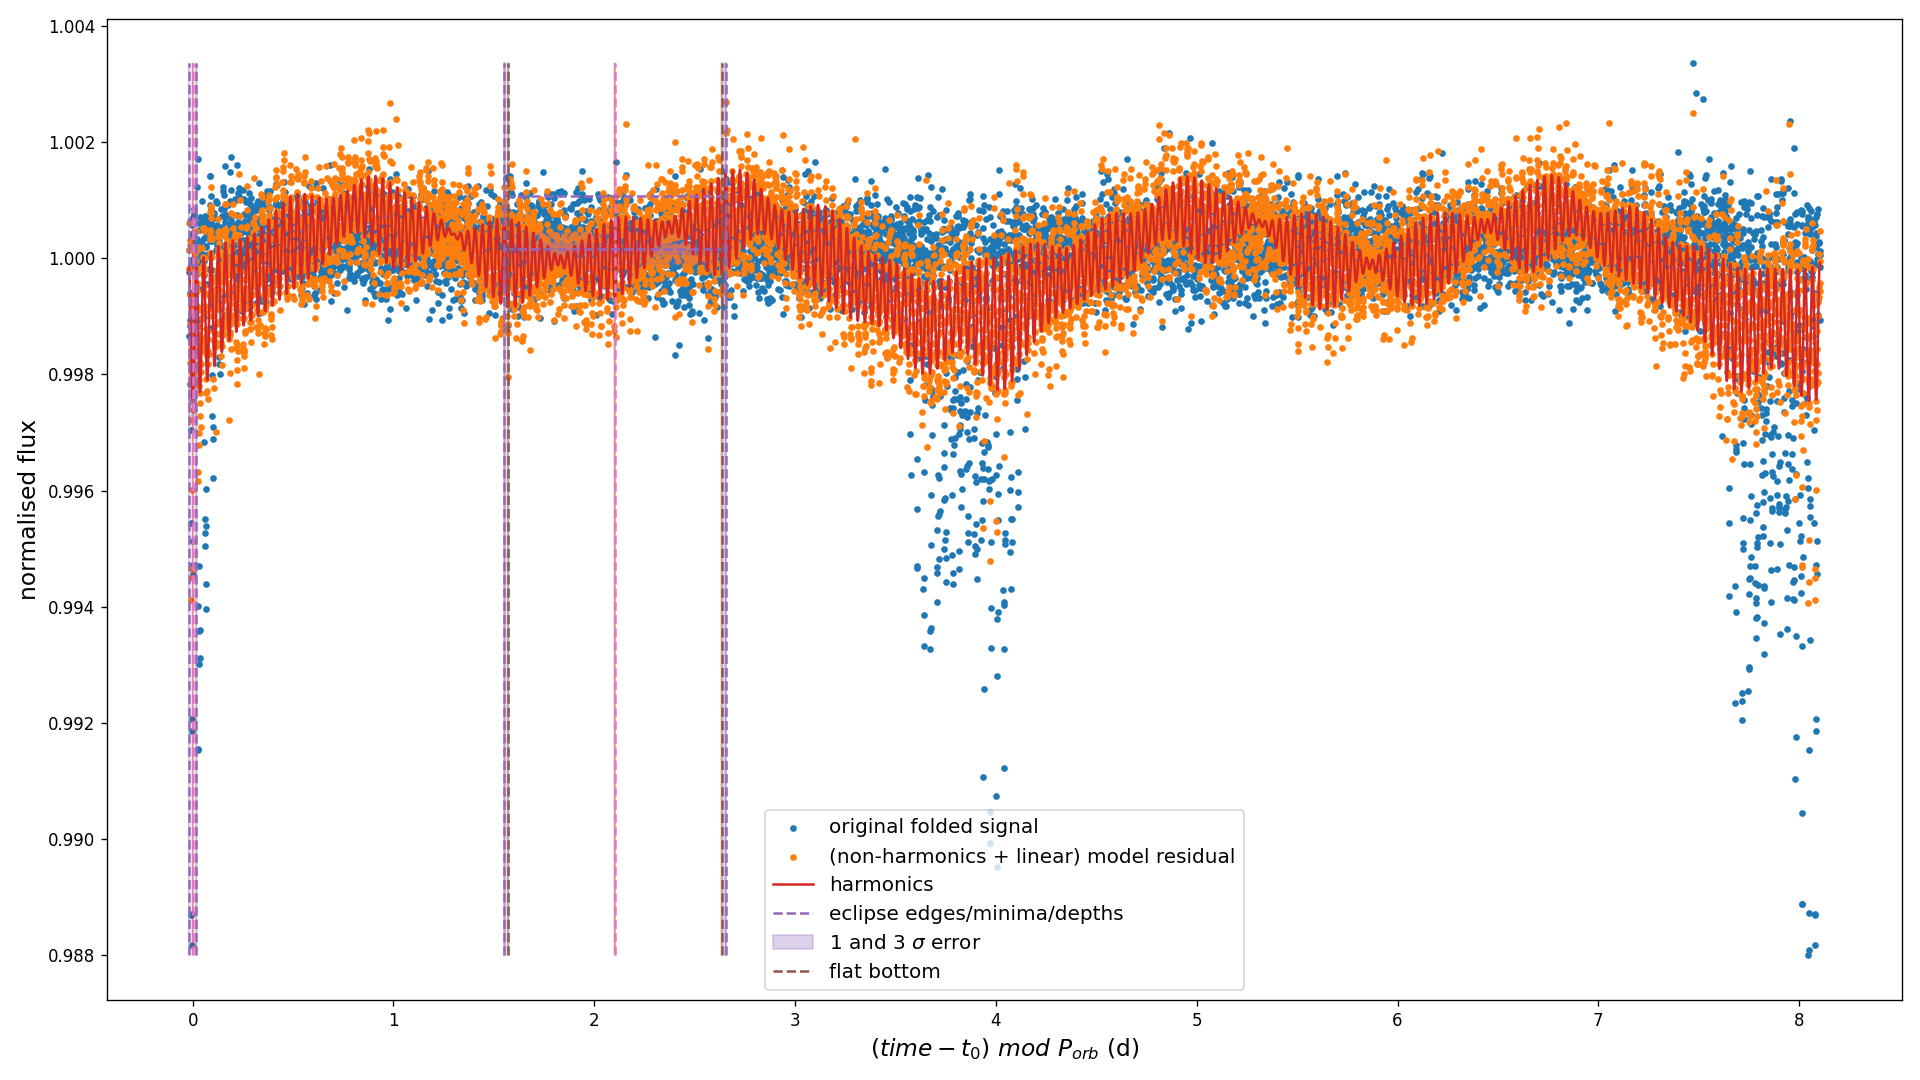 1.004
1.002
1.000
0.998
0.996
0.994
0.992
0.990
0.988
normalised flux
original folded signal
(non-harmonics + linear) model residual
harmonics
eclipse edges/minima/depths
1 and 3 σ error
flat bottom
0 1 2 3 4 5 6 7 8
(time − t₀) mod P_orb (d)